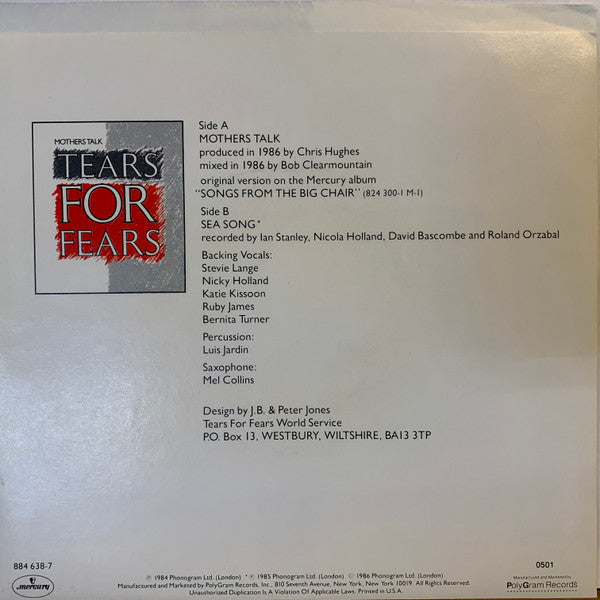 MOTHERS TALK
TEARS
FOR
FEARS
Side A
MOTHERS TALK
produced in 1986 by Chris Hughes
mixed in 1986 by Bob Clearmountain
original version on the Mercury album
"SONGS FROM THE BIG CHAIR" (824 300-1 M-1)
Side B
SEA SONG*
recorded by Ian Stanley, Nicola Holland, David Bascombe and Roland Orzabal
Backing Vocals:
Stevie Lange
Nicky Holland
Katie Kissoon
Ruby James
Bernita Turner
Percussion:
Luis Jardin
Saxophone:
Mel Collins
Design by J.B. & Peter Jones
Tears For Fears World Service
P.O. Box 13, WESTBURY, WILTSHIRE, BA13 3TP
884 638-7
0501
mercury
℗ 1984 Phonogram Ltd. (London) *℗ 1985 Phonogram Ltd. (London) © 1986 Phonogram Ltd. (London)
Manufactured and Marketed by PolyGram Records, Inc., 810 Seventh Avenue, New York, New York 10019. All Rights Reserved.
Unauthorized Duplication Is A Violation Of Applicable Laws. Printed in U.S.A.
Manufactured and Marketed by
PolyGram Records